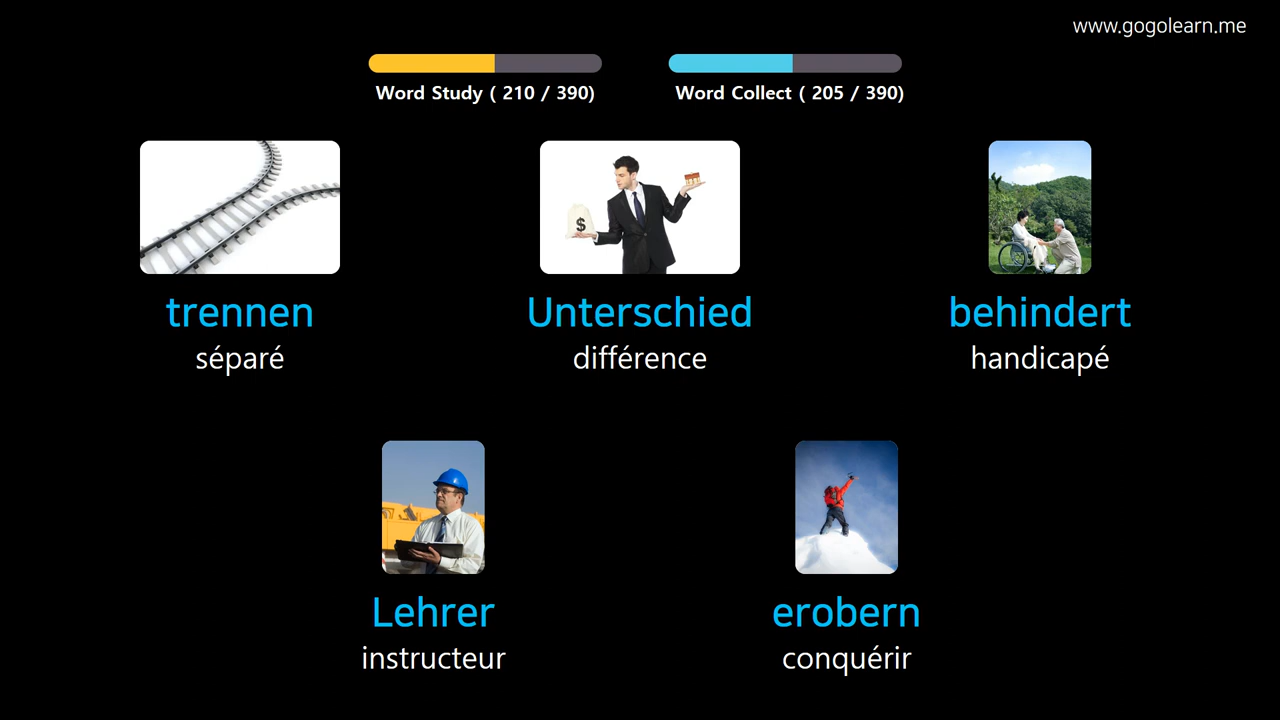 www.gogolearn.me
Word Study ( 210 / 390)
Word Collect ( 205 / 390)
$
trennen
séparé
Unterschied
différence
behindert
handicapé
Lehrer
instructeur
erobern
conquérir